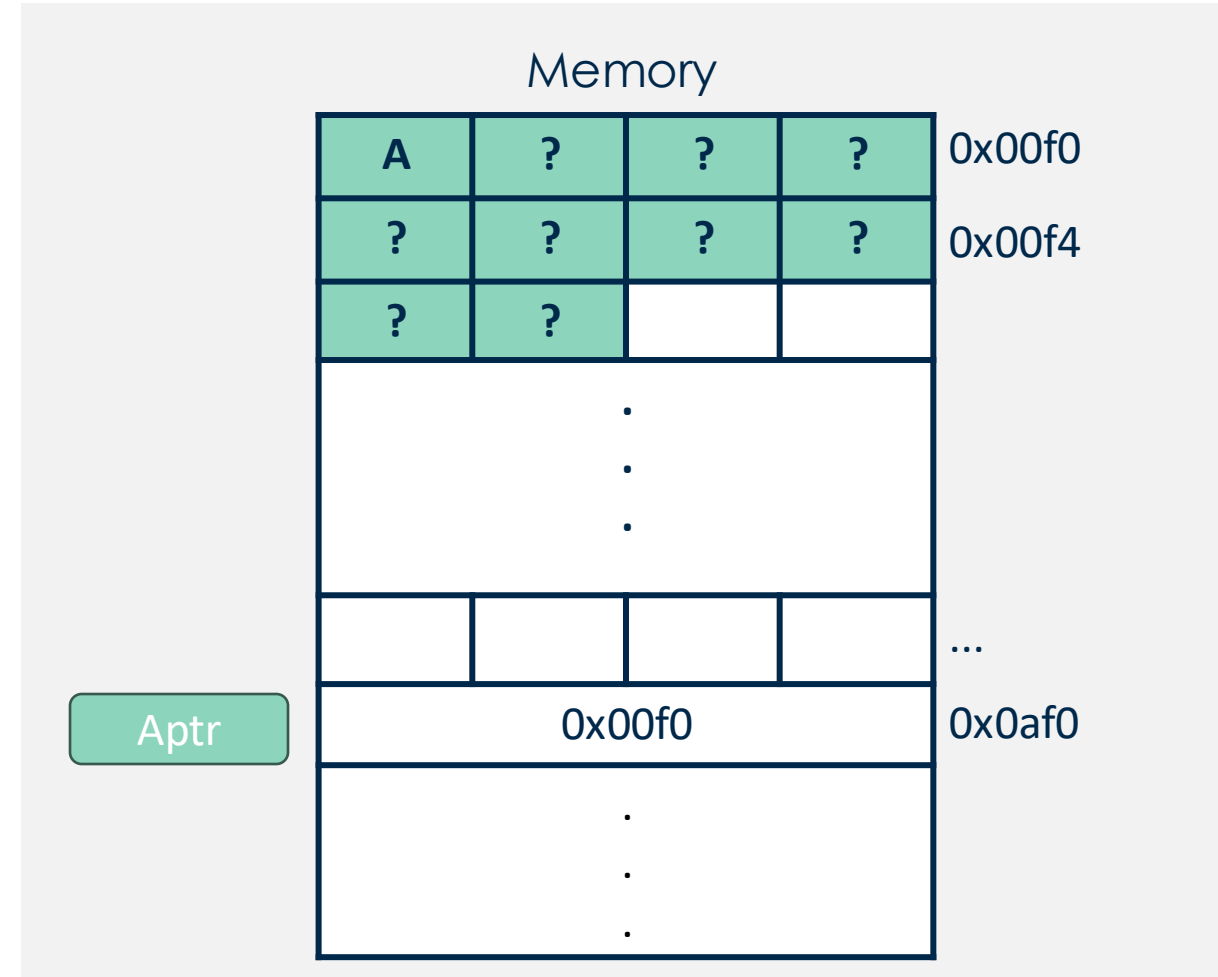 Memory
A ? ? ? 0x00f0
? ? ? ? 0x00f4
? ?
.
.
.
...
Aptr 0x00f0 0x0af0
.
.
.